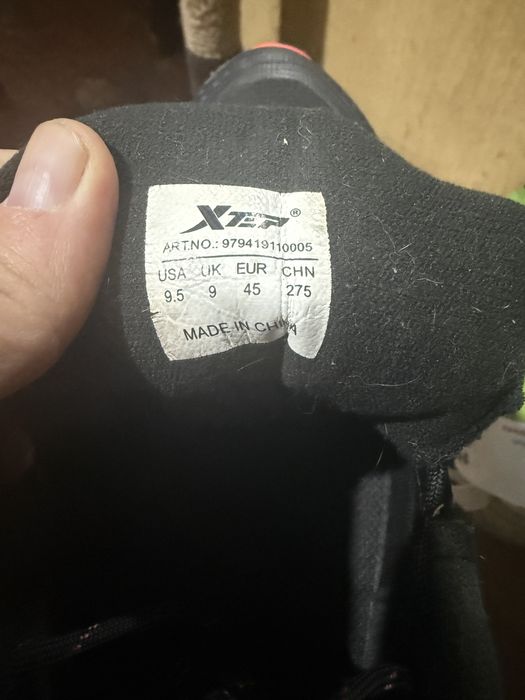 XTEP®
ART.NO.: 979419110005
USA UK EUR CHN
9.5 9 45 275
MADE IN CHINA